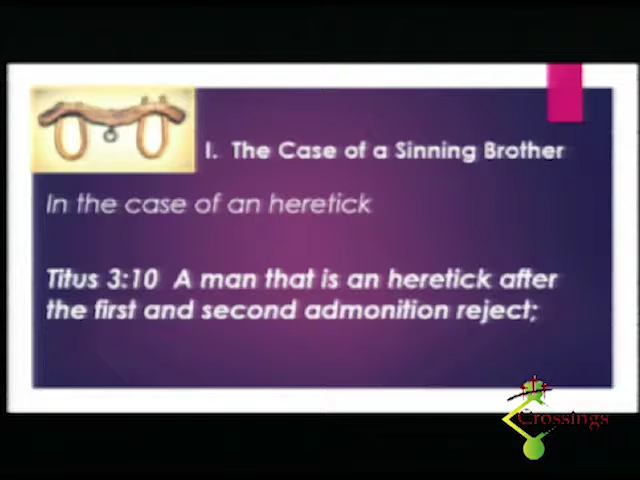 I. The Case of a Sinning Brother
In the case of an heretick
Titus 3:10 A man that is an heretick after
the first and second admonition reject;
Crossings